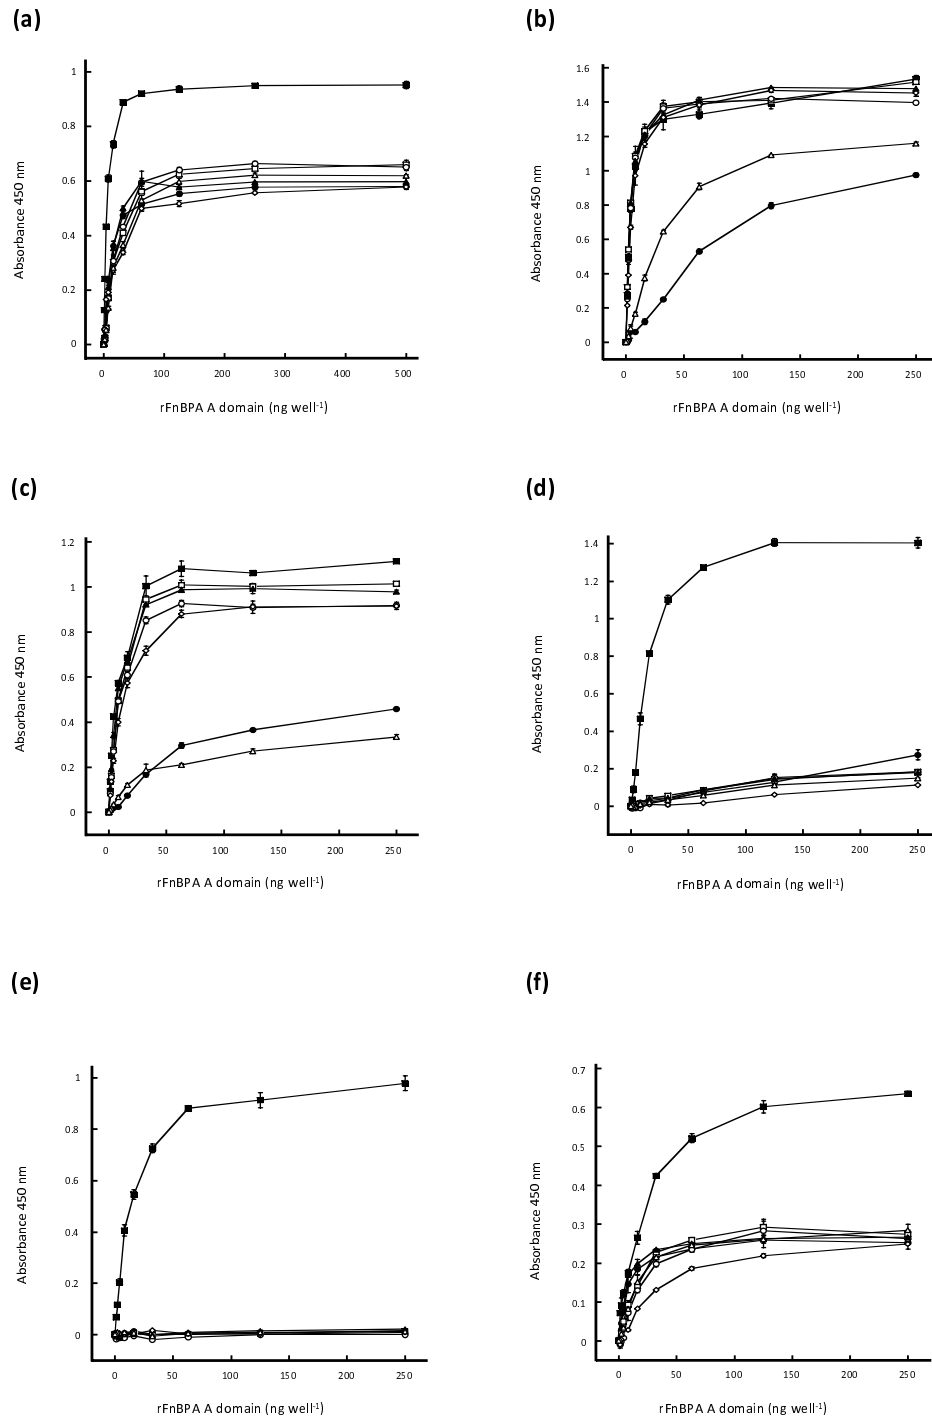 (a)
(b)
1
0.8
0.6
0.4
0.2
0
Absorbance 450 nm
0 100 200 300 400 500
rFnBPA A domain (ng well⁻¹)
1.6
1.4
1.2
1
0.8
0.6
0.4
0.2
0
Absorbance 450 nm
0 50 100 150 200 250
rFnBPA A domain (ng well⁻¹)
(c)
(d)
1.2
1
0.8
0.6
0.4
0.2
0
Absorbance 450 nm
0 50 100 150 200 250
rFnBPA A domain (ng well⁻¹)
1.4
1.2
1
0.8
0.6
0.4
0.2
0
Absorbance 450 nm
0 50 100 150 200 250
rFnBPA A domain (ng well⁻¹)
(e)
(f)
1
0.8
0.6
0.4
0.2
0
Absorbance 450 nm
0 50 100 150 200 250
rFnBPA A domain (ng well⁻¹)
0.7
0.6
0.5
0.4
0.3
0.2
0.1
0
Absorbance 450 nm
0 50 100 150 200 250
rFnBPA A domain (ng well⁻¹)